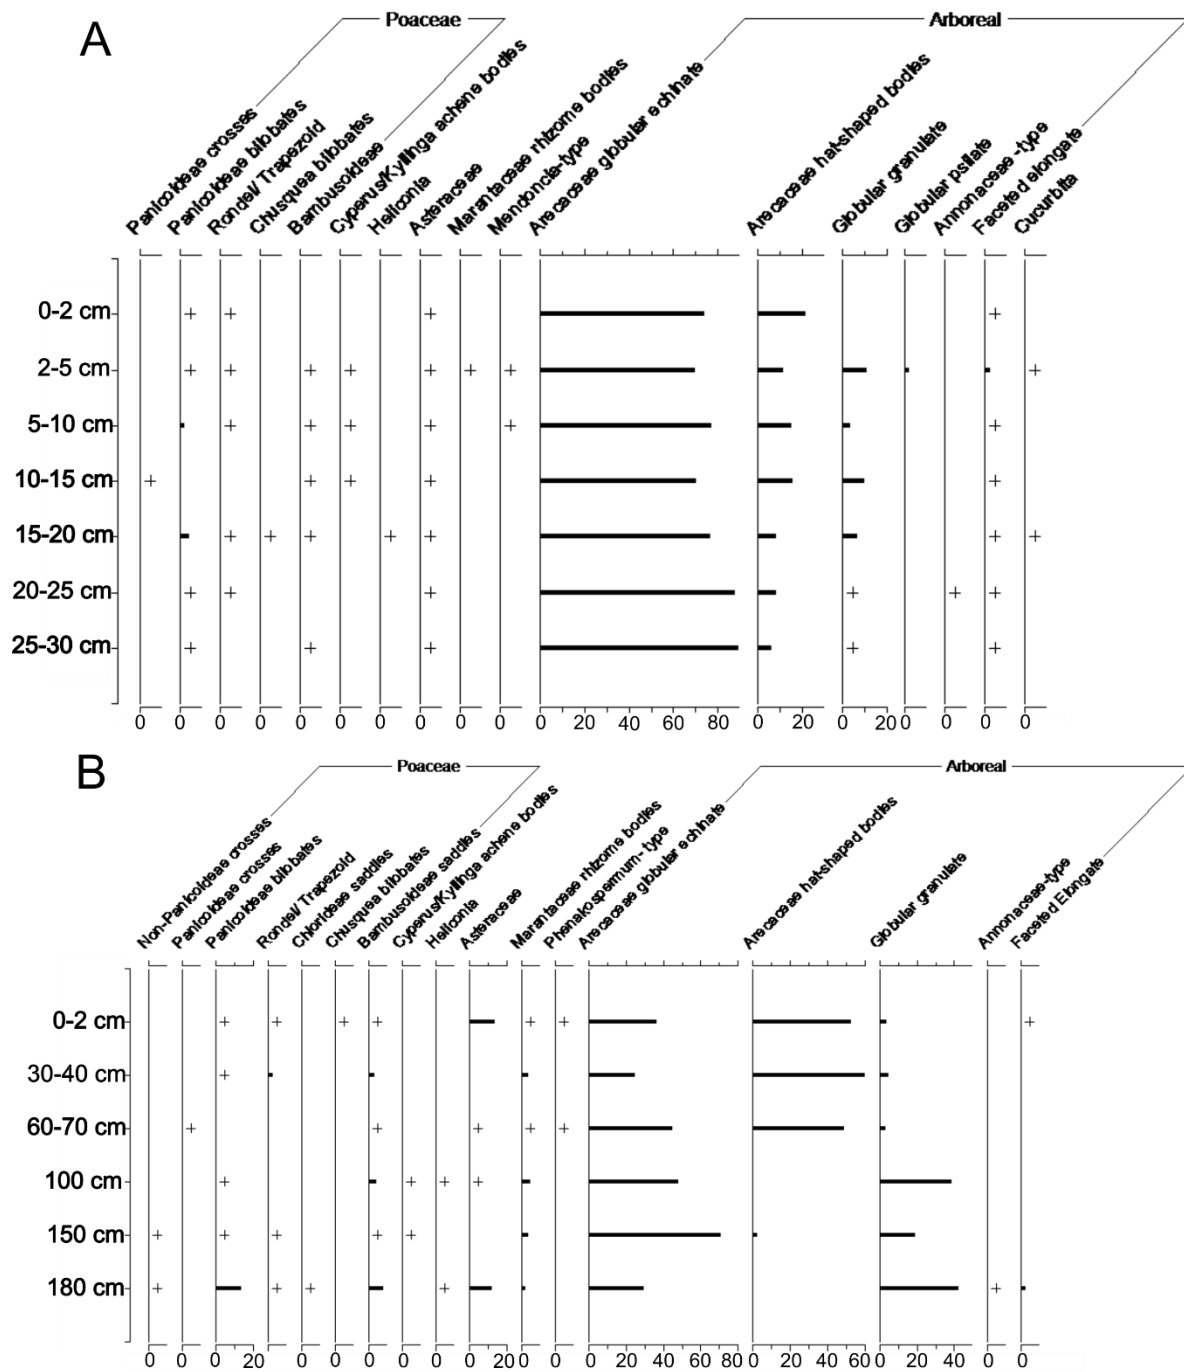 A
Poaceae
Arboreal
Panicoideae crosses
Panicoideae bilobates
Rondel/ Trapezoid
Chusquea bilobates
Bambusoideae
Cyperus/Kyllinga achene bodies
Heliconia
Asteraceae
Marantaceae rhizome bodies
Mendoncia-type
Arecaceae globular echinate
Arecaceae hat-shaped bodies
Globular granulate
Globular psilate
Annonaceae -type
Faceted elongate
Cucurbita
0-2 cm
2-5 cm
5-10 cm
10-15 cm
15-20 cm
20-25 cm
25-30 cm
0 0 0 0 0 0 0 0 0 0 0 20 40 60 80 0 20 0 20 0 0 0 0
B
Poaceae
Arboreal
Non-Panicoideae crosses
Panicoideae crosses
Panicoideae bilobates
Rondel/ Trapezoid
Chlorideae saddles
Chusquea bilobates
Bambusoideae saddles
Cyperus/Kyllinga achene bodies
Heliconia
Asteraceae
Marantaceae rhizome bodies
Phenakospermum- type
Arecaceae globular echinate
Arecaceae hat-shaped bodies
Globular granulate
Annonaceae-type
Faceted Elongate
0-2 cm
30-40 cm
60-70 cm
100 cm
150 cm
180 cm
0 0 0 20 0 0 0 0 0 0 0 20 0 0 0 20 40 60 80 0 20 40 60 0 20 40 0 0